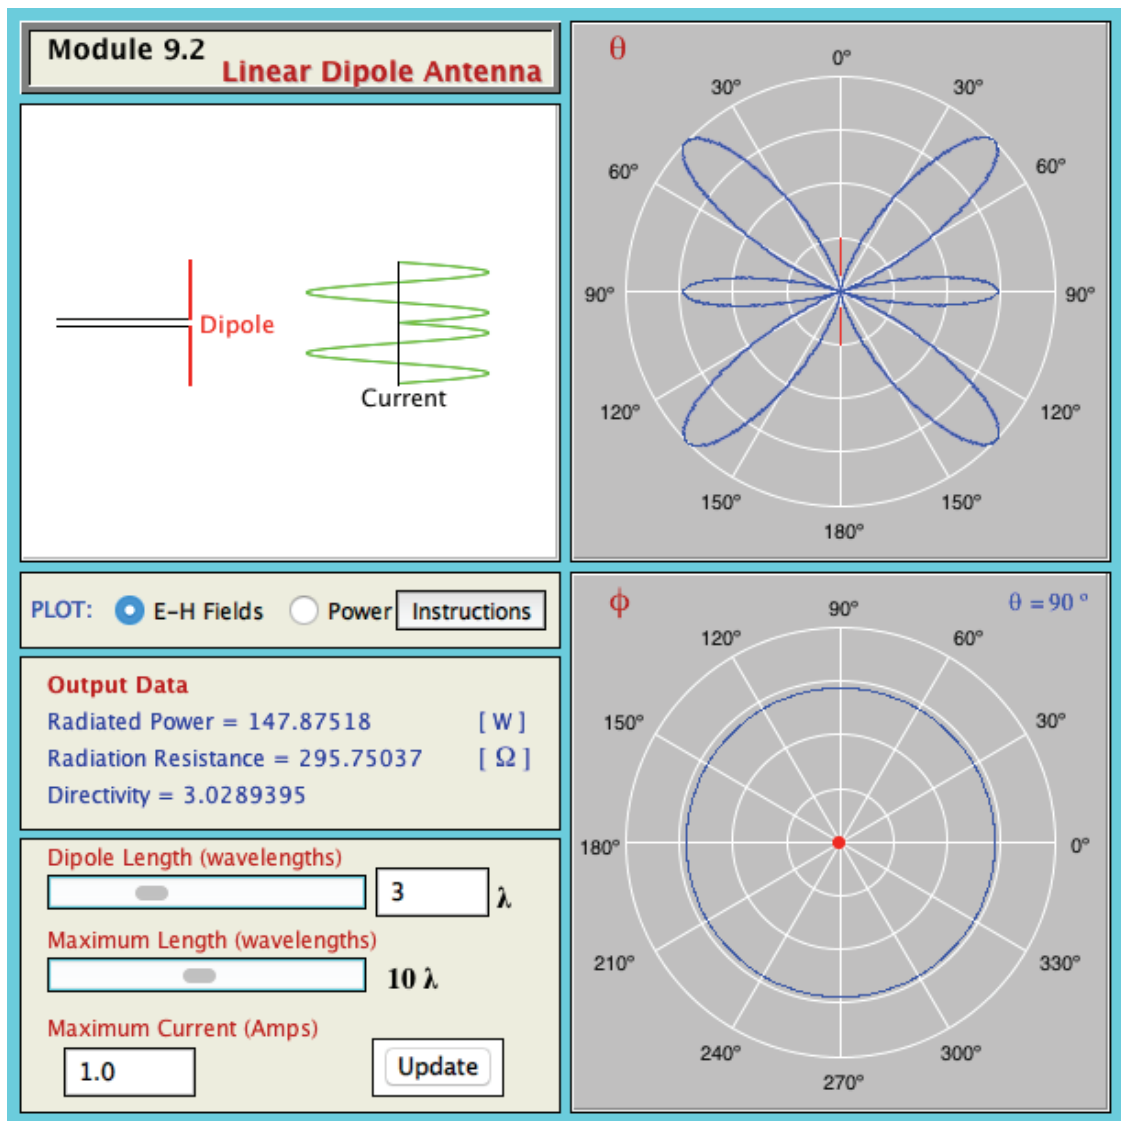 Module 9.2
Linear Dipole Antenna
Dipole
Current
PLOT: E-H Fields Power Instructions
Output Data
Radiated Power = 147.87518 [ W ]
Radiation Resistance = 295.75037 [ Ω ]
Directivity = 3.0289395
Dipole Length (wavelengths)
3 λ
Maximum Length (wavelengths)
10 λ
Maximum Current (Amps)
1.0 Update
θ
0°
30° 30°
60° 60°
90° 90°
120° 120°
150° 150°
180°
ϕ θ = 90 °
90°
120° 60°
150° 30°
180° 0°
210° 330°
240° 300°
270°